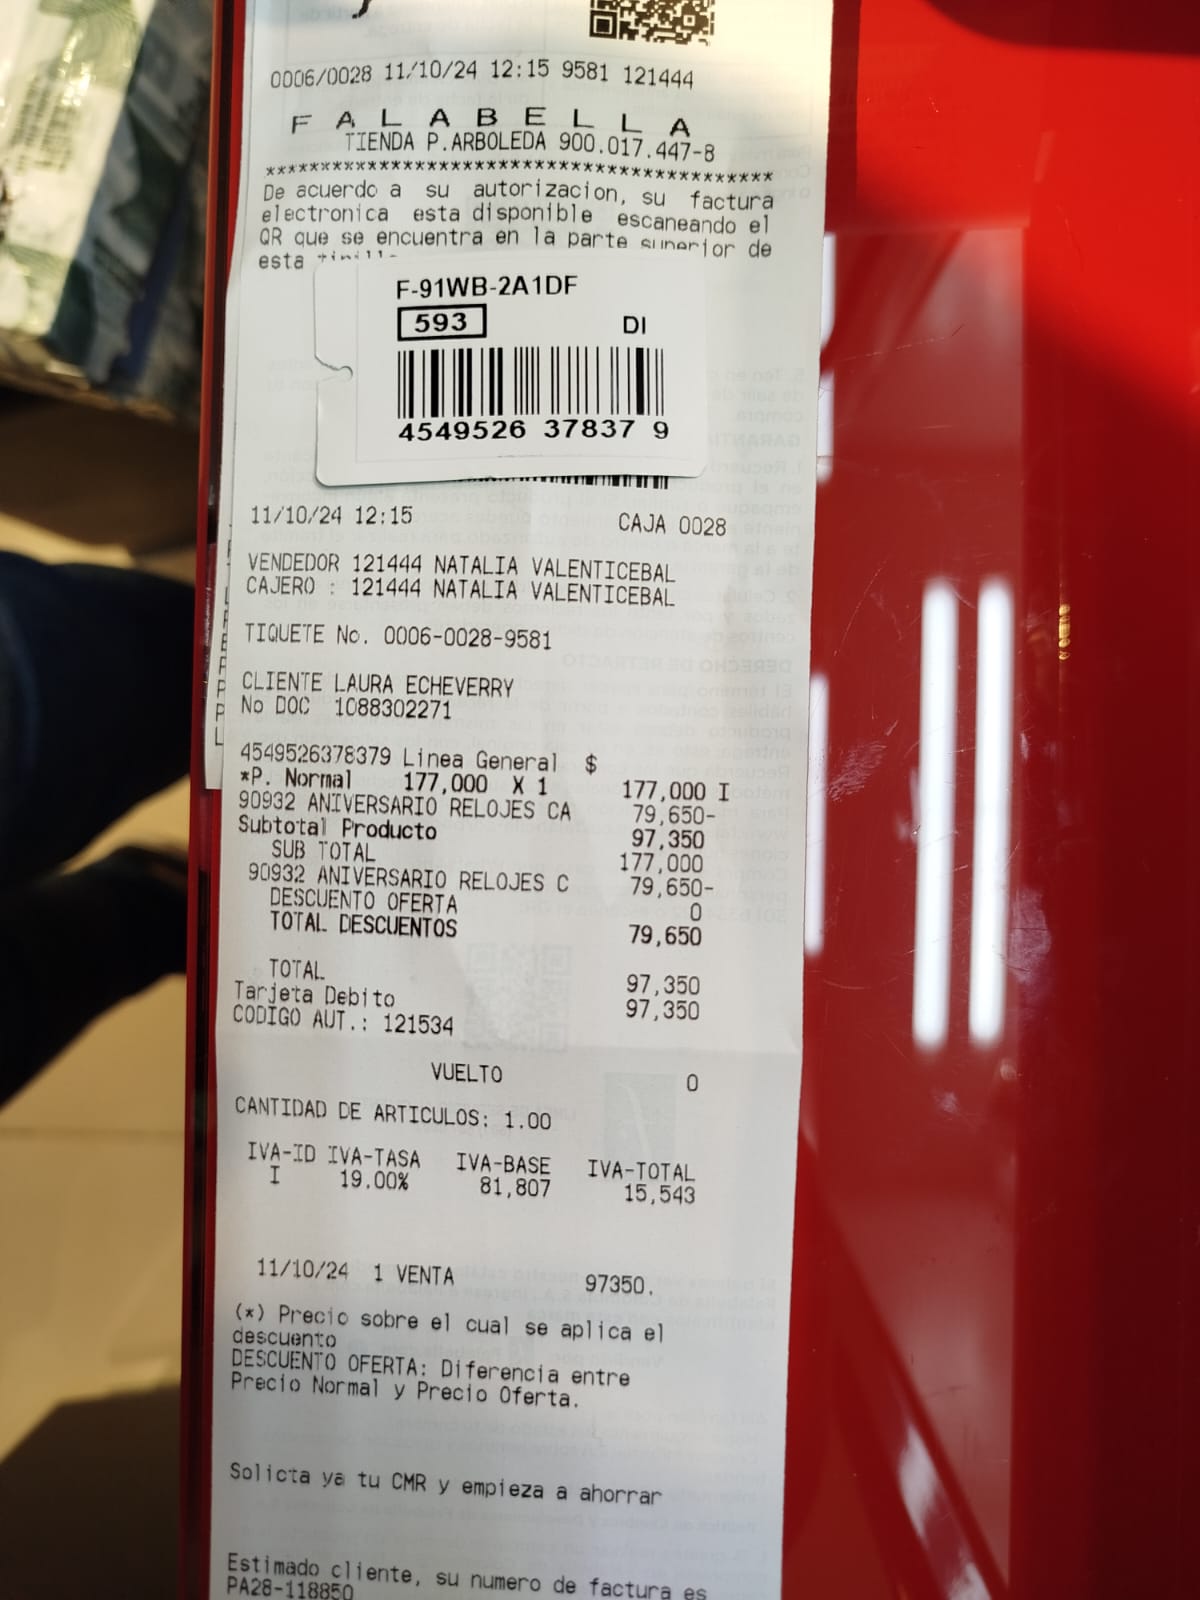 0006/0028 11/10/24 12:15 9581 121444
F A L A B E L L A
TIENDA P.ARBOLEDA 900.017.447-8
*******************************************
De acuerdo a su autorizacion, su factura
electronica esta disponible escaneando el
QR que se encuentra en la parte superior de
esta
F-91WB-2A1DF
593 DI
4549526 37837 9
11/10/24 12:15 CAJA 0028
VENDEDOR 121444 NATALIA VALENTICEBAL
CAJERO : 121444 NATALIA VALENTICEBAL
TIQUETE No. 0006-0028-9581
CLIENTE LAURA ECHEVERRY
No DOC 1088302271
4549526378379 Linea General $
*P. Normal 177,000 X 1 177,000 I
90932 ANIVERSARIO RELOJES CA 79,650-
Subtotal Producto 97,350
SUB TOTAL 177,000
90932 ANIVERSARIO RELOJES C 79,650-
DESCUENTO OFERTA 0
TOTAL DESCUENTOS 79,650
TOTAL 97,350
Tarjeta Debito 97,350
CODIGO AUT.: 121534
VUELTO 0
CANTIDAD DE ARTICULOS: 1.00
IVA-ID IVA-TASA IVA-BASE IVA-TOTAL
I 19.00% 81,807 15,543
11/10/24 1 VENTA 97350.
(*) Precio sobre el cual se aplica el
descuento
DESCUENTO OFERTA: Diferencia entre
Precio Normal y Precio Oferta.
Solicta ya tu CMR y empieza a ahorrar
Estimado cliente, su numero de factura es
PA28-118850